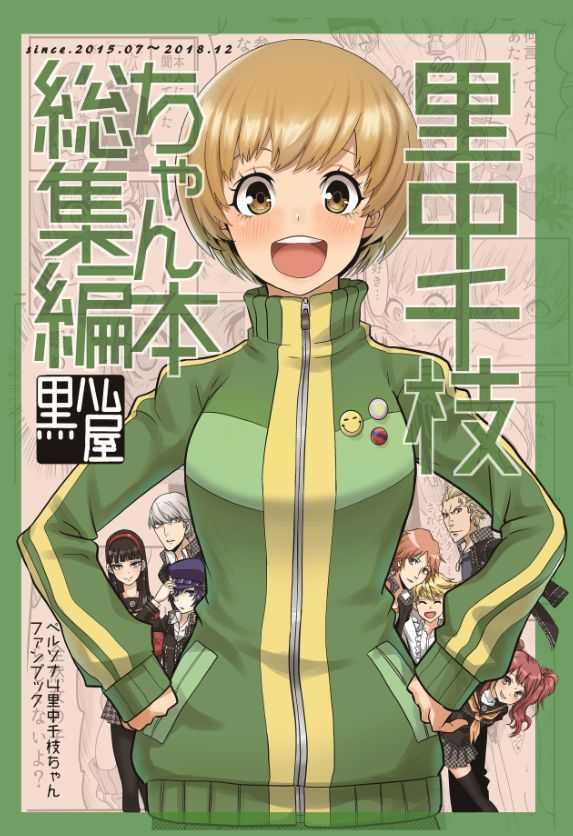 since.2015.07～2018.12
里中千枝
ちゃん本
総集編
黒ハム屋
ペルソナ4里中千枝ちゃん
ファンブック
ないよ？